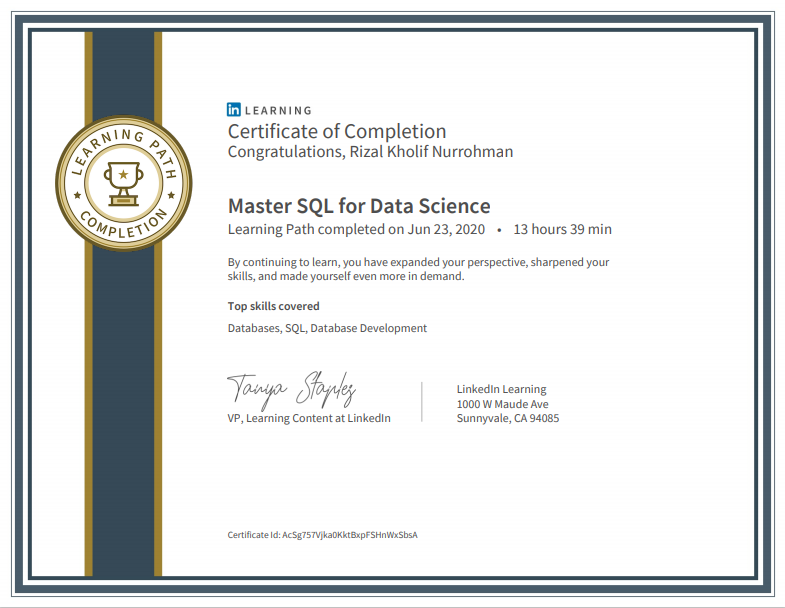 LEARNING PATH
COMPLETION
in LEARNING
Certificate of Completion
Congratulations, Rizal Kholif Nurrohman
Master SQL for Data Science
Learning Path completed on Jun 23, 2020 • 13 hours 39 min
By continuing to learn, you have expanded your perspective, sharpened your
skills, and made yourself even more in demand.
Top skills covered
Databases, SQL, Database Development
Tanya Staples
VP, Learning Content at LinkedIn
LinkedIn Learning
1000 W Maude Ave
Sunnyvale, CA 94085
Certificate Id: AcSg757Vjka0KktBxpFSHnWxSbsA